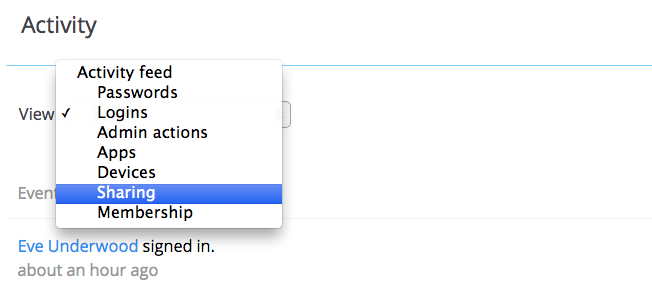 Activity
Activity feed
Passwords
View ✓ Logins
Admin actions
Apps
Devices
Event Sharing
Membership
Eve Underwood signed in.
about an hour ago